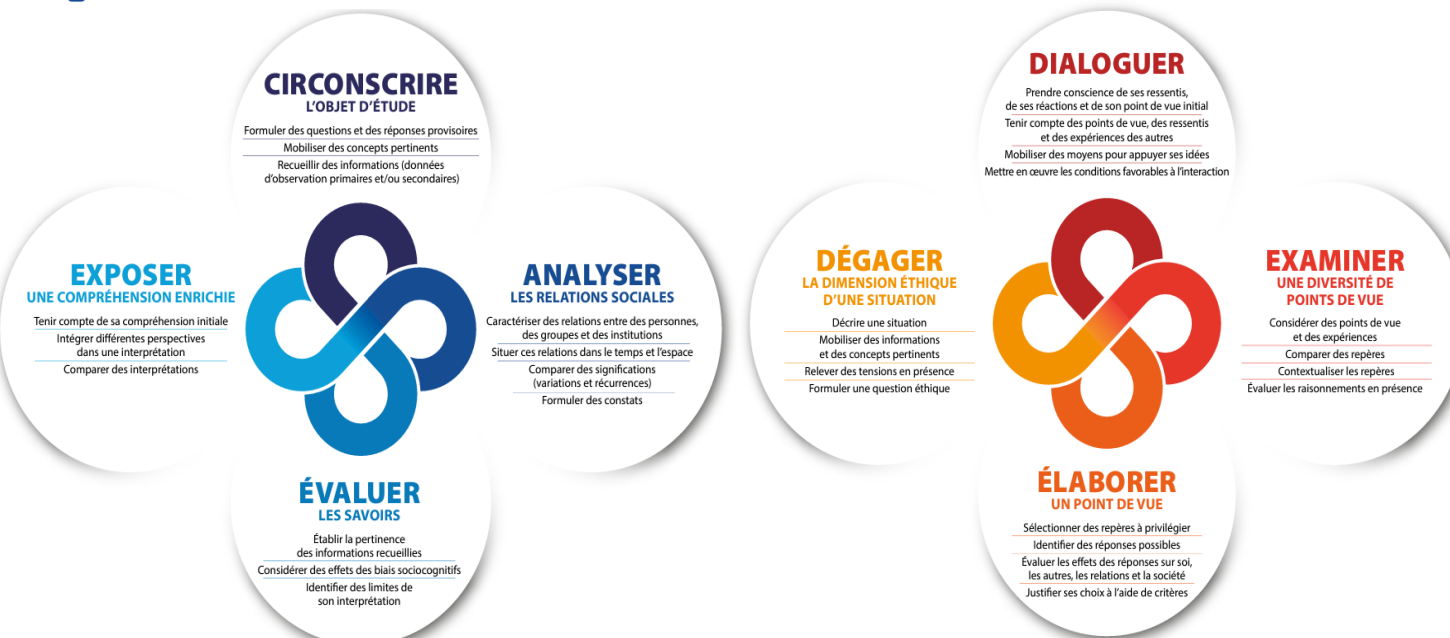 CIRCONSCRIRE
L'OBJET D'ÉTUDE
Formuler des questions et des réponses provisoires
Mobiliser des concepts pertinents
Recueillir des informations (données
d'observation primaires et/ou secondaires)
EXPOSER
UNE COMPRÉHENSION ENRICHIE
Tenir compte de sa compréhension initiale
Intégrer différentes perspectives
dans une interprétation
Comparer des interprétations
ANALYSER
LES RELATIONS SOCIALES
Caractériser des relations entre des personnes,
des groupes et des institutions
Situer ces relations dans le temps et l'espace
Comparer des significations
(variations et récurrences)
Formuler des constats
ÉVALUER
LES SAVOIRS
Établir la pertinence
des informations recueillies
Considérer des effets des biais sociocognitifs
Identifier des limites de
son interprétation
DIALOGUER
Prendre conscience de ses ressentis,
de ses réactions et de son point de vue initial
Tenir compte des points de vue, des ressentis
et des expériences des autres
Mobiliser des moyens pour appuyer ses idées
Mettre en œuvre les conditions favorables à l'interaction
DÉGAGER
LA DIMENSION ÉTHIQUE
D'UNE SITUATION
Décrire une situation
Mobiliser des informations
et des concepts pertinents
Relever des tensions en présence
Formuler une question éthique
EXAMINER
UNE DIVERSITÉ DE
POINTS DE VUE
Considérer des points de vue
et des expériences
Comparer des repères
Contextualiser les repères
Évaluer les raisonnements en présence
ÉLABORER
UN POINT DE VUE
Sélectionner des repères à privilégier
Identifier des réponses possibles
Évaluer les effets des réponses sur soi,
les autres, les relations et la société
Justifier ses choix à l'aide de critères